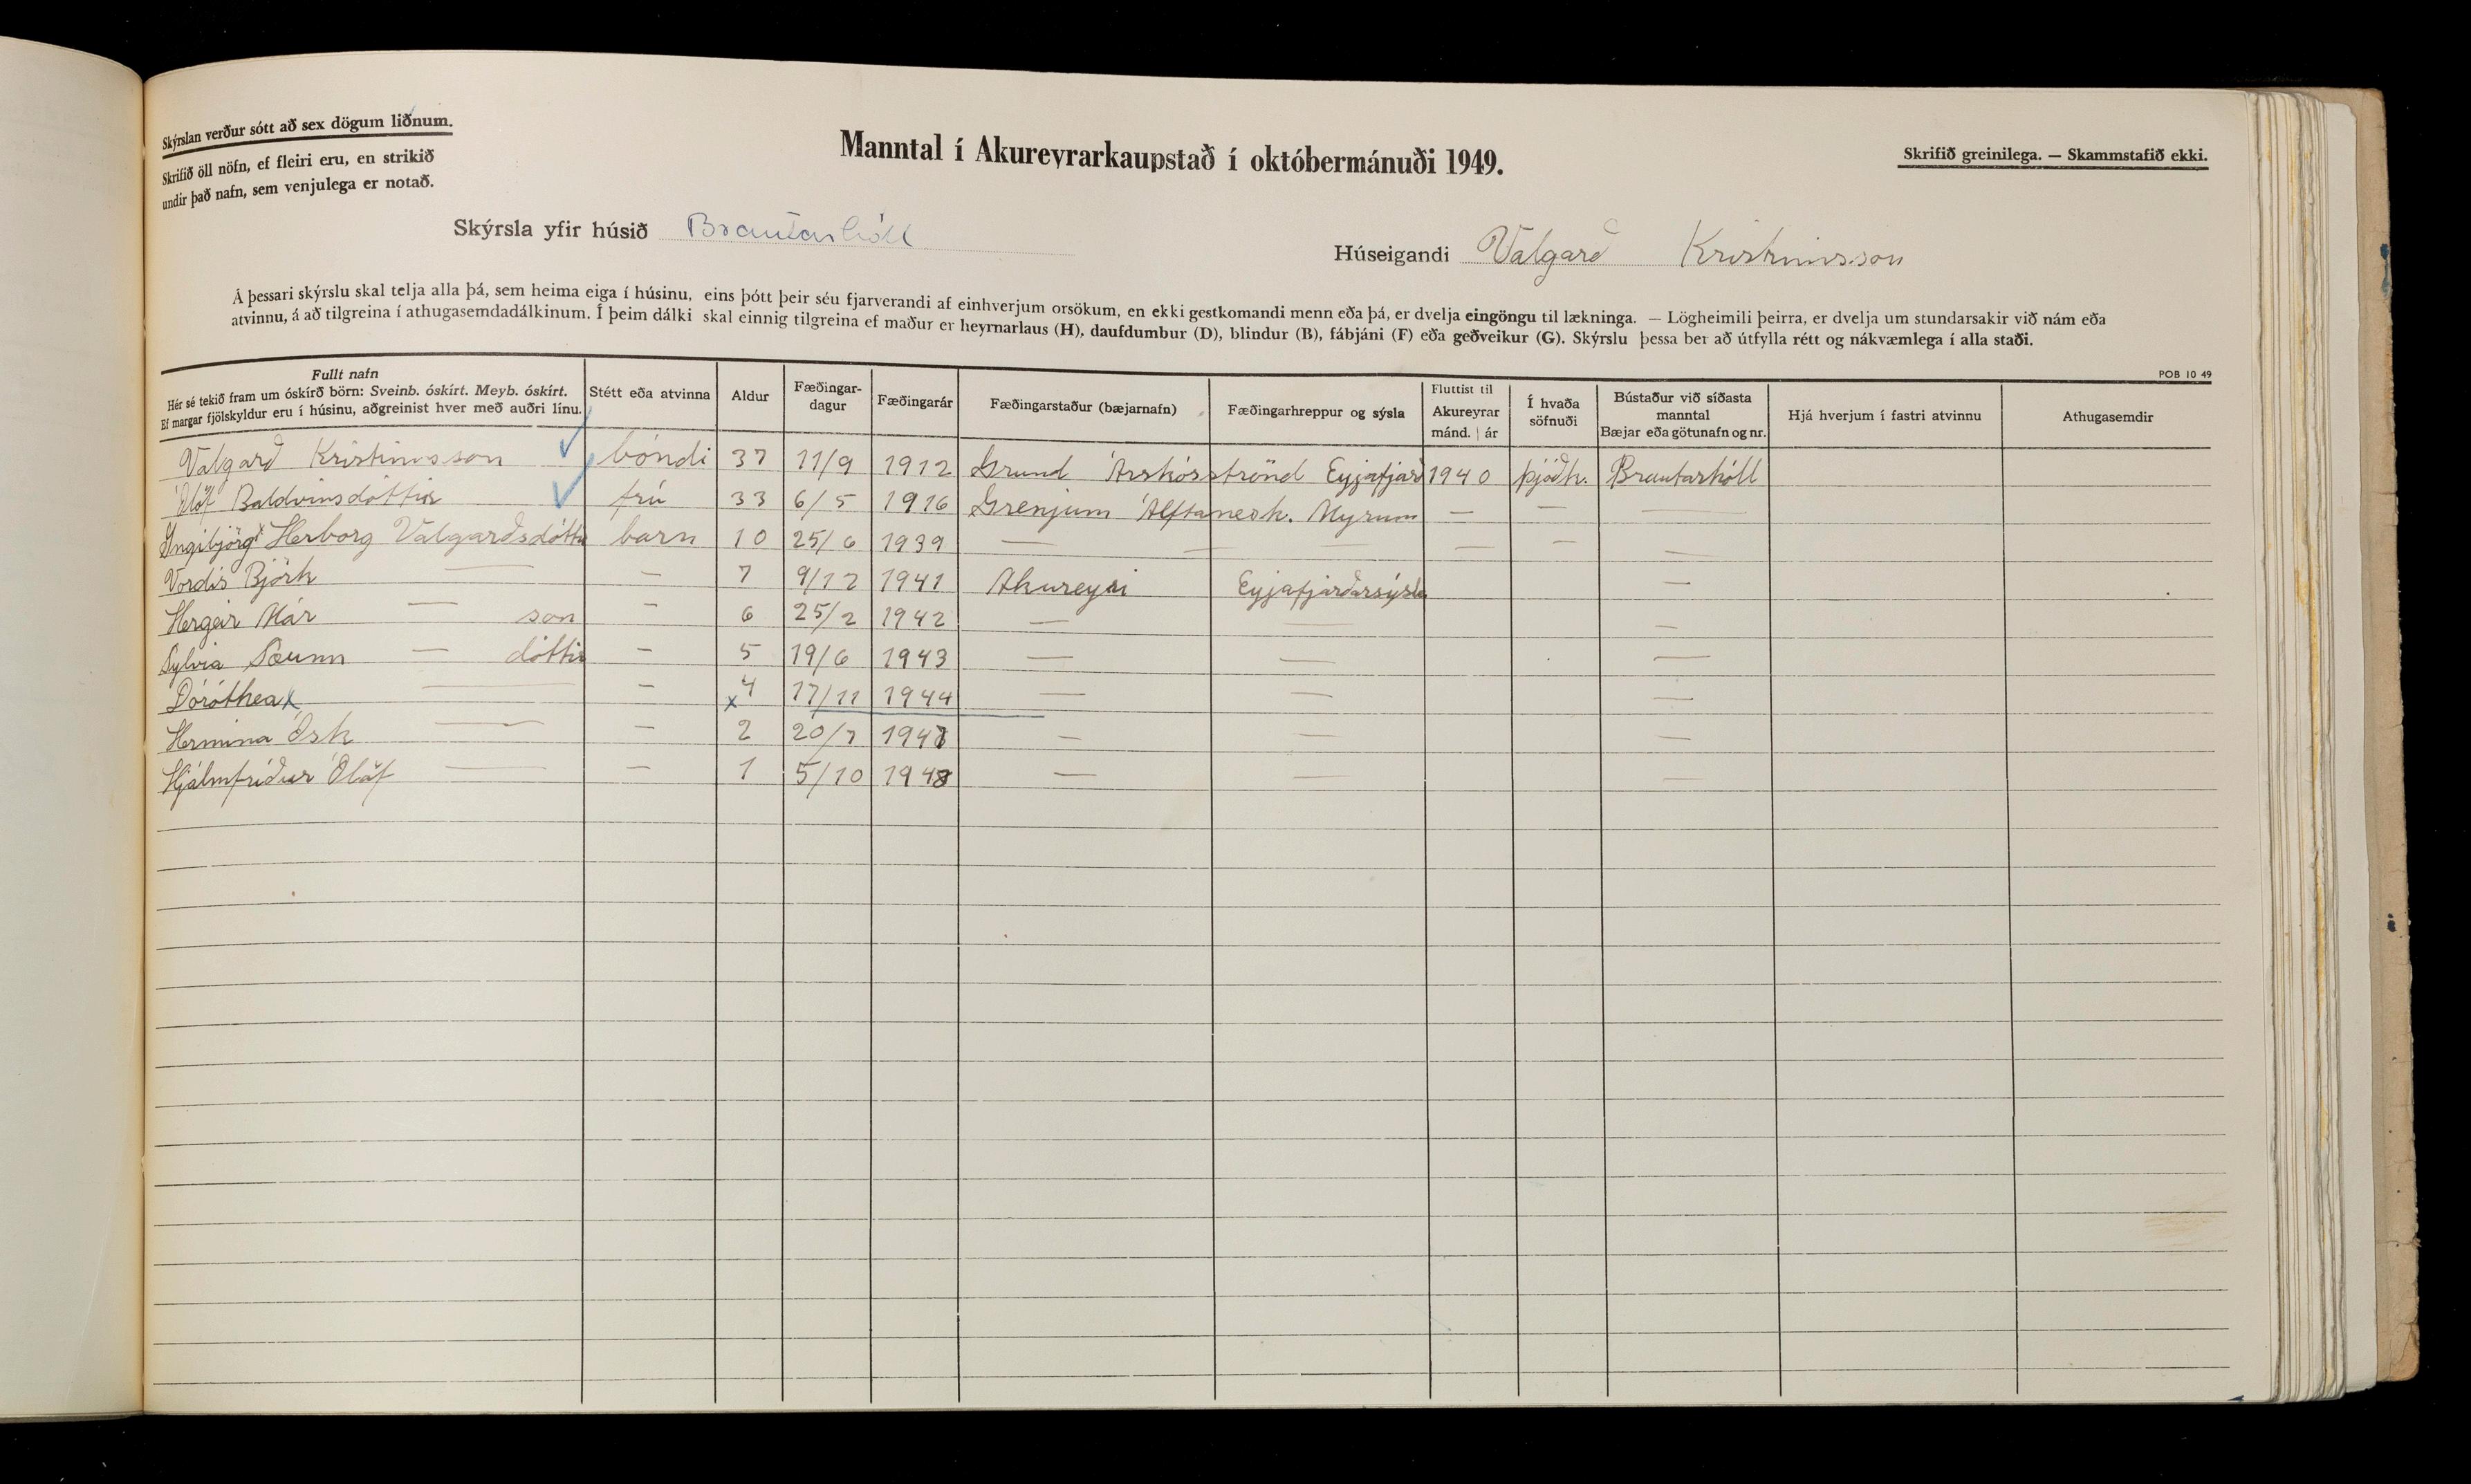 Skýrslan verður sótt að sex dögum liðnum.
Skrifið öll nöfn, ef fleiri eru, en strikið
undir það nafn, sem venjulega er notað.
Manntal í Akureyrarkaupstað í októbermánuði 1949.
Skrifið greinilega. — Skammstafið ekki.
Skýrsla yfir húsið Brautarhóll
Húseigandi Valgarð Kristinsson
Á þessari skýrslu skal telja alla þá, sem heima eiga í húsinu, eins þótt þeir séu fjarverandi af einhverjum orsökum, en ekki gestkomandi menn eða þá, er dvelja eingöngu til lækninga. — Lögheimili þeirra, er dvelja um stundarsakir við nám eða
atvinnu, á að tilgreina í athugasemdadálkinum. Í þeim dálki skal einnig tilgreina ef maður er heyrnarlaus (H), daufdumbur (D), blindur (B), fábjáni (F) eða geðveikur (G). Skýrslu þessa ber að útfylla rétt og nákvæmlega í alla staði.
POB 10 49
Fullt nafn
Hér sé tekið fram um óskírð börn: Sveinb. óskírt. Meyb. óskírt.
Ef margar fjölskyldur eru í húsinu, aðgreinist hver með auðri línu.
Stétt eða atvinna
Aldur
Fæðingar-
dagur
Fæðingarár
Fæðingarstaður (bæjarnafn)
Fæðingarhreppur og sýsla
Fluttist til
Akureyrar
mánd. | ár
Í hvaða
söfnuði
Bústaður við síðasta
manntal
Bæjar eða götunafn og nr.
Hjá hverjum í fastri atvinnu
Athugasemdir
Valgarð Kristinsson ✓ bóndi 37 11/9 1912 Grund Árskósströnd Eyjafjarð 1940 þjóðk. Brautarhóll
Ólöf Baldvinsdóttir ✓ frú 33 6/5 1916 Grenjum Álftanesh. Mýrum — — —
Ingibjörg Herborg Valgarðsdóttir barn 10 25/6 1939 — — — — — —
Vordís Björk — — 7 9/12 1941 Akureyri Eyjafjarðarsýsla —
Hergeir Már — son — 6 25/2 1942 — — —
Sylvia Sæunn — dóttir — 5 19/6 1943 — — —
Dóróthea x — — x 4 17/11 1944 — — —
Hermina Ósk — — 2 20/7 1947 — — —
Hjálmfríður Ólöf — — 1 5/10 1948 — — —